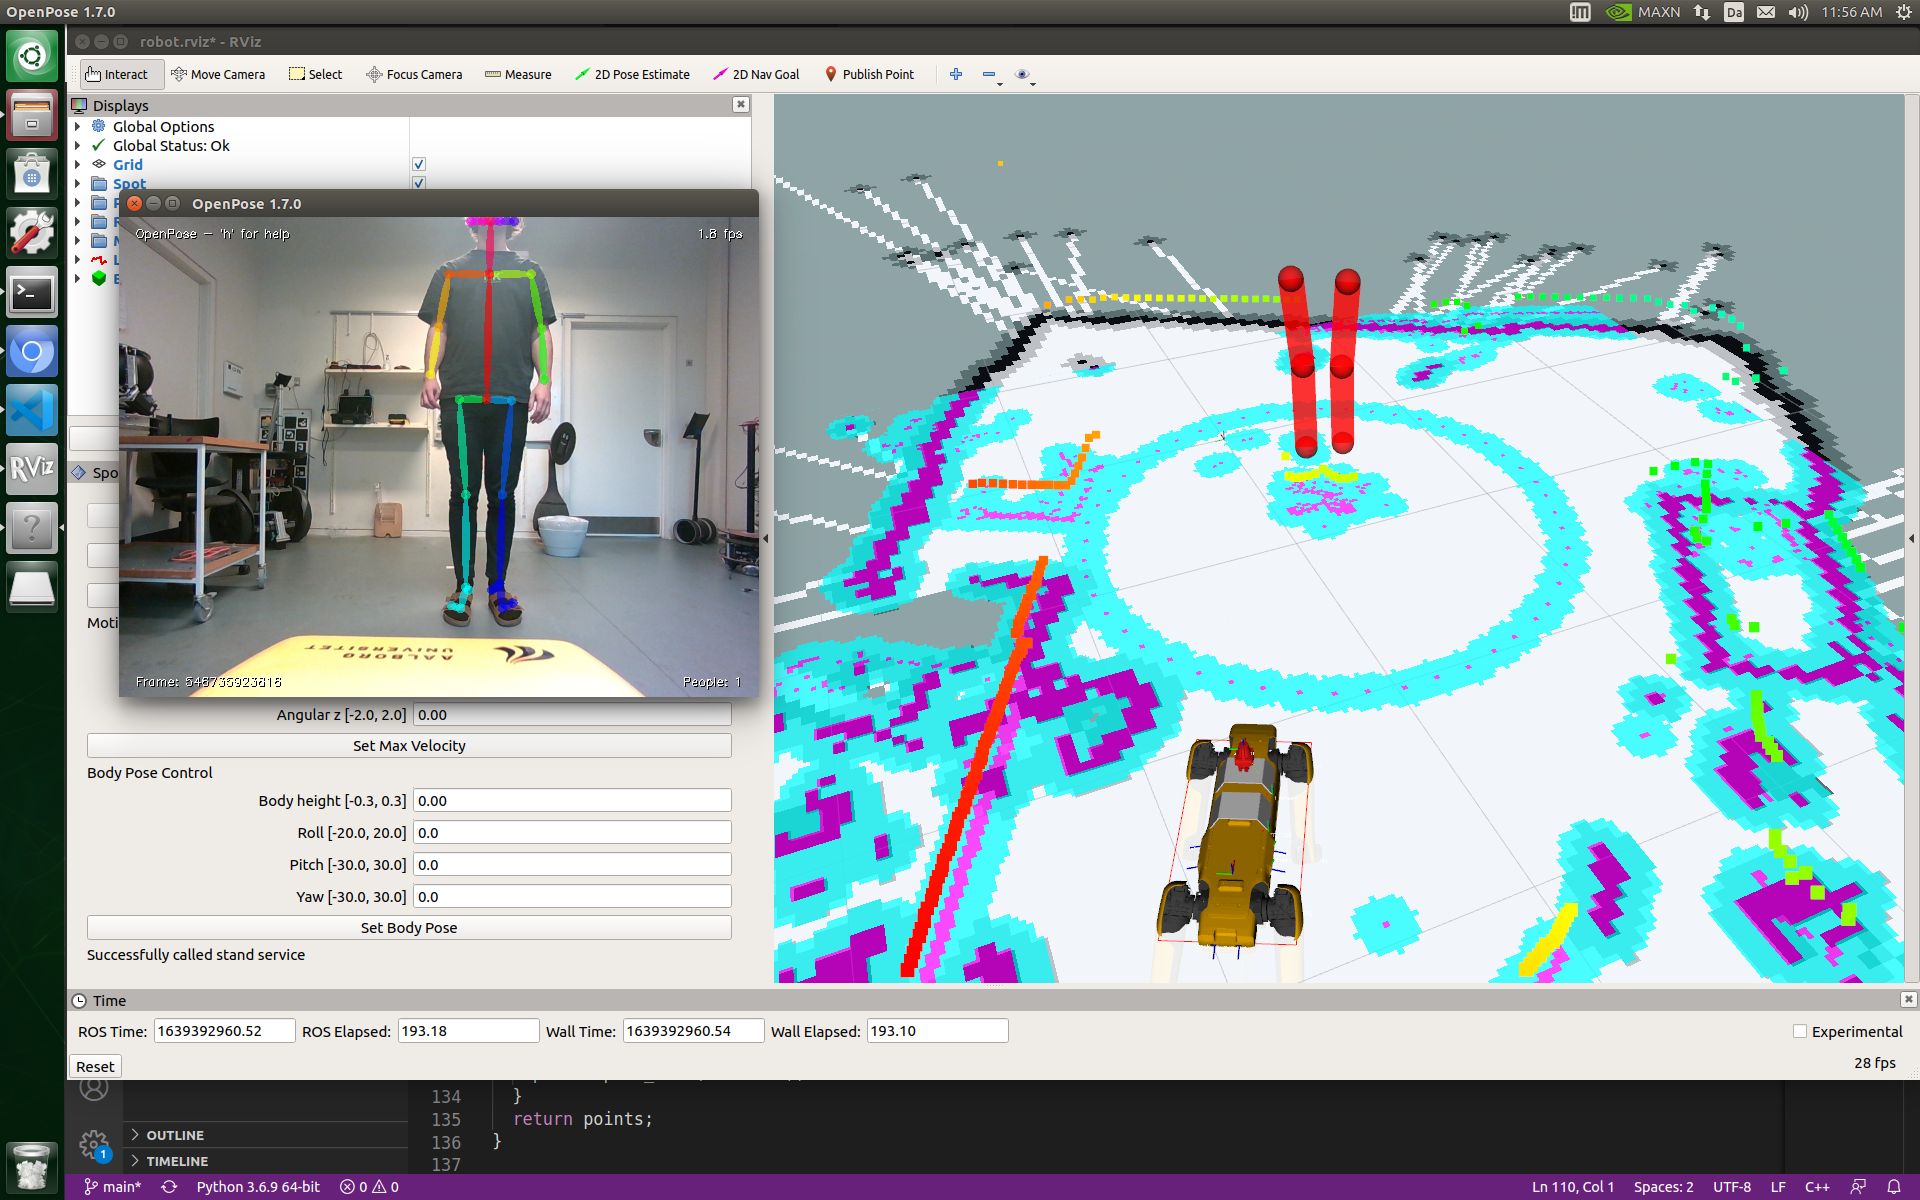 OpenPose 1.7.0
MAXN
Da
11:56 AM
robot.rviz* - RViz
Interact
Move Camera
Select
Focus Camera
Measure
2D Pose Estimate
2D Nav Goal
Publish Point
Displays
Global Options
Global Status: Ok
Grid
Spot
OpenPose 1.7.0
OpenPose - 'h' for help
1.8 fps
RViz
Spo
Moti
AALBORG
UNIVERSITET
Frame: 548735923818
People: 1
Angular z [-2.0, 2.0]
0.00
Set Max Velocity
Body Pose Control
Body height [-0.3, 0.3]
0.00
Roll [-20.0, 20.0]
0.0
Pitch [-30.0, 30.0]
0.0
Yaw [-30.0, 30.0]
0.0
Set Body Pose
Successfully called stand service
Time
ROS Time:
1639392960.52
ROS Elapsed:
193.18
Wall Time:
1639392960.54
Wall Elapsed:
193.10
Experimental
Reset
28 fps
134
}
135
return points;
136
}
137
OUTLINE
1
TIMELINE
main*
Python 3.6.9 64-bit
0
0
Ln 110, Col 1
Spaces: 2
UTF-8
LF
C++